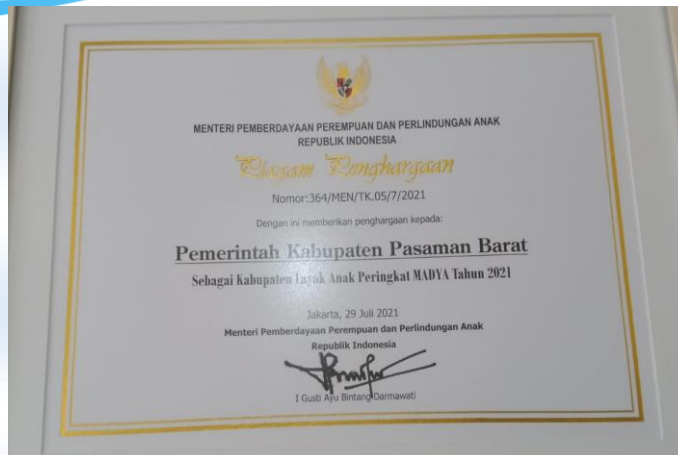 MENTERI PEMBERDAYAAN PEREMPUAN DAN PERLINDUNGAN ANAK
REPUBLIK INDONESIA
Piagam Penghargaan
Nomor:364/MEN/TK.05/7/2021
Dengan ini memberikan penghargaan kepada:
Pemerintah Kabupaten Pasaman Barat
Sebagai Kabupaten Layak Anak Peringkat MADYA Tahun 2021
Jakarta, 29 Juli 2021
Menteri Pemberdayaan Perempuan dan Perlindungan Anak
Republik Indonesia
I Gusti Ayu Bintang Darmawati